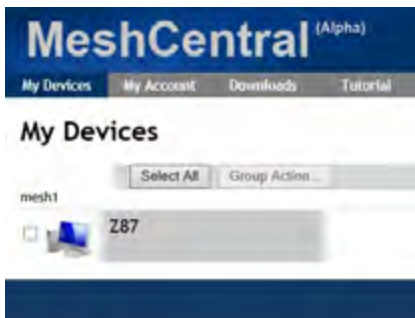 MeshCentral (Alpha)
My Devices My Account Downloads Tutorial
My Devices
Select All Group Action...
mesh1
Z87